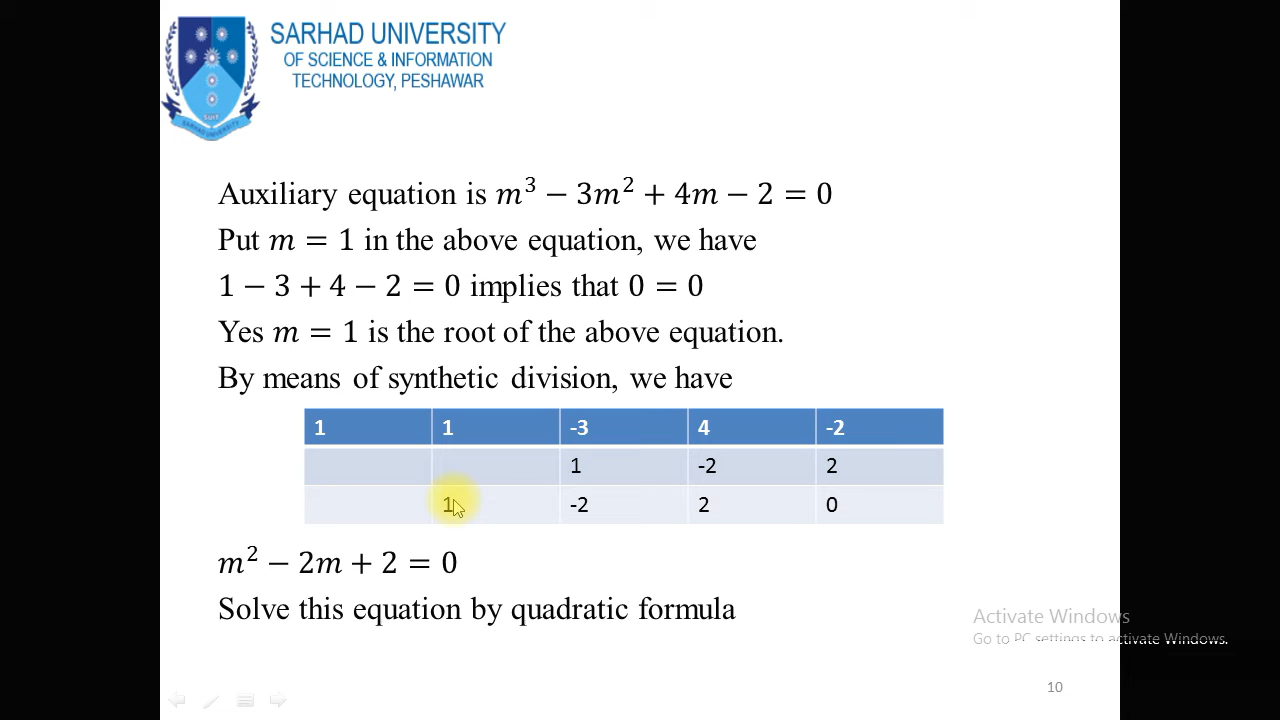 SARHAD UNIVERSITY
OF SCIENCE & INFORMATION
TECHNOLOGY, PESHAWAR
SUIT
SARHAD UNIVERSITY
Auxiliary equation is 𝑚³ − 3𝑚² + 4𝑚 − 2 = 0
Put 𝑚 = 1 in the above equation, we have
1 − 3 + 4 − 2 = 0 implies that 0 = 0
Yes 𝑚 = 1 is the root of the above equation.
By means of synthetic division, we have
1 1 -3 4 -2
1 -2 2
1 -2 2 0
𝑚² − 2𝑚 + 2 = 0
Solve this equation by quadratic formula
Activate Windows
Go to PC settings to activate Windows.
10